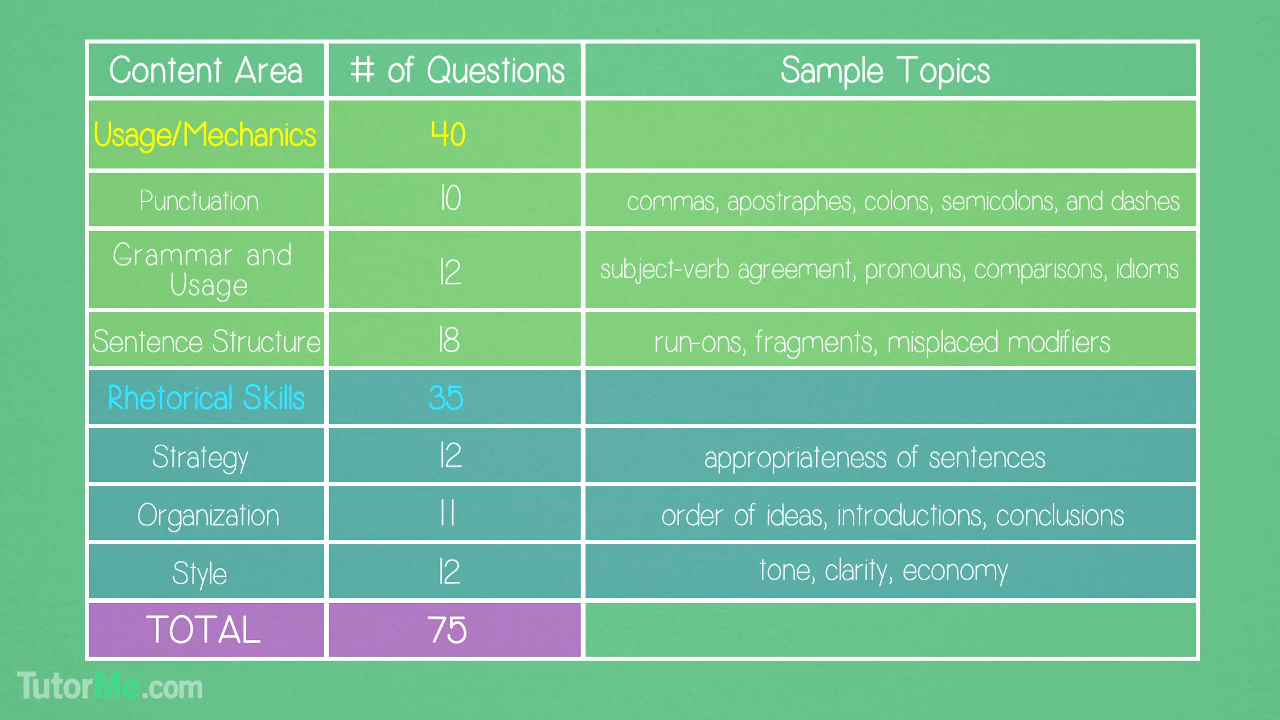 Content Area # of Questions Sample Topics
Usage/Mechanics 40
Punctuation 10 commas, apostraphes, colons, semicolons, and dashes
Grammar and
Usage 12 subject-verb agreement, pronouns, comparisons, idioms
Sentence Structure 18 run-ons, fragments, misplaced modifiers
Rhetorical Skills 35
Strategy 12 appropriateness of sentences
Organization 11 order of ideas, introductions, conclusions
Style 12 tone, clarity, economy
TOTAL 75
TutorMe.com